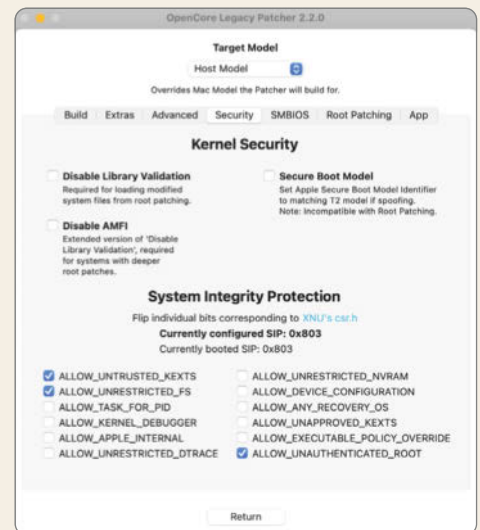 OpenCore Legacy Patcher 2.2.0
Target Model
Host Model
Overrides Mac Model the Patcher will build for.
Build Extras Advanced Security SMBIOS Root Patching App
Kernel Security
Disable Library Validation
Required for loading modified
system files from root patching.
Disable AMFI
Extended version of 'Disable
Library Validation', required
for systems with deeper
root patches.
Secure Boot Model
Set Apple Secure Boot Model Identifier
to matching T2 model if spoofing.
Note: Incompatible with Root Patching.
System Integrity Protection
Flip individual bits corresponding to XNU's csr.h
Currently configured SIP: 0x803
Currently booted SIP: 0x803
ALLOW_UNTRUSTED_KEXTS
ALLOW_UNRESTRICTED_FS
ALLOW_TASK_FOR_PID
ALLOW_KERNEL_DEBUGGER
ALLOW_APPLE_INTERNAL
ALLOW_UNRESTRICTED_DTRACE
ALLOW_UNRESTRICTED_NVRAM
ALLOW_DEVICE_CONFIGURATION
ALLOW_ANY_RECOVERY_OS
ALLOW_UNAPPROVED_KEXTS
ALLOW_EXECUTABLE_POLICY_OVERRIDE
ALLOW_UNAUTHENTICATED_ROOT
Return